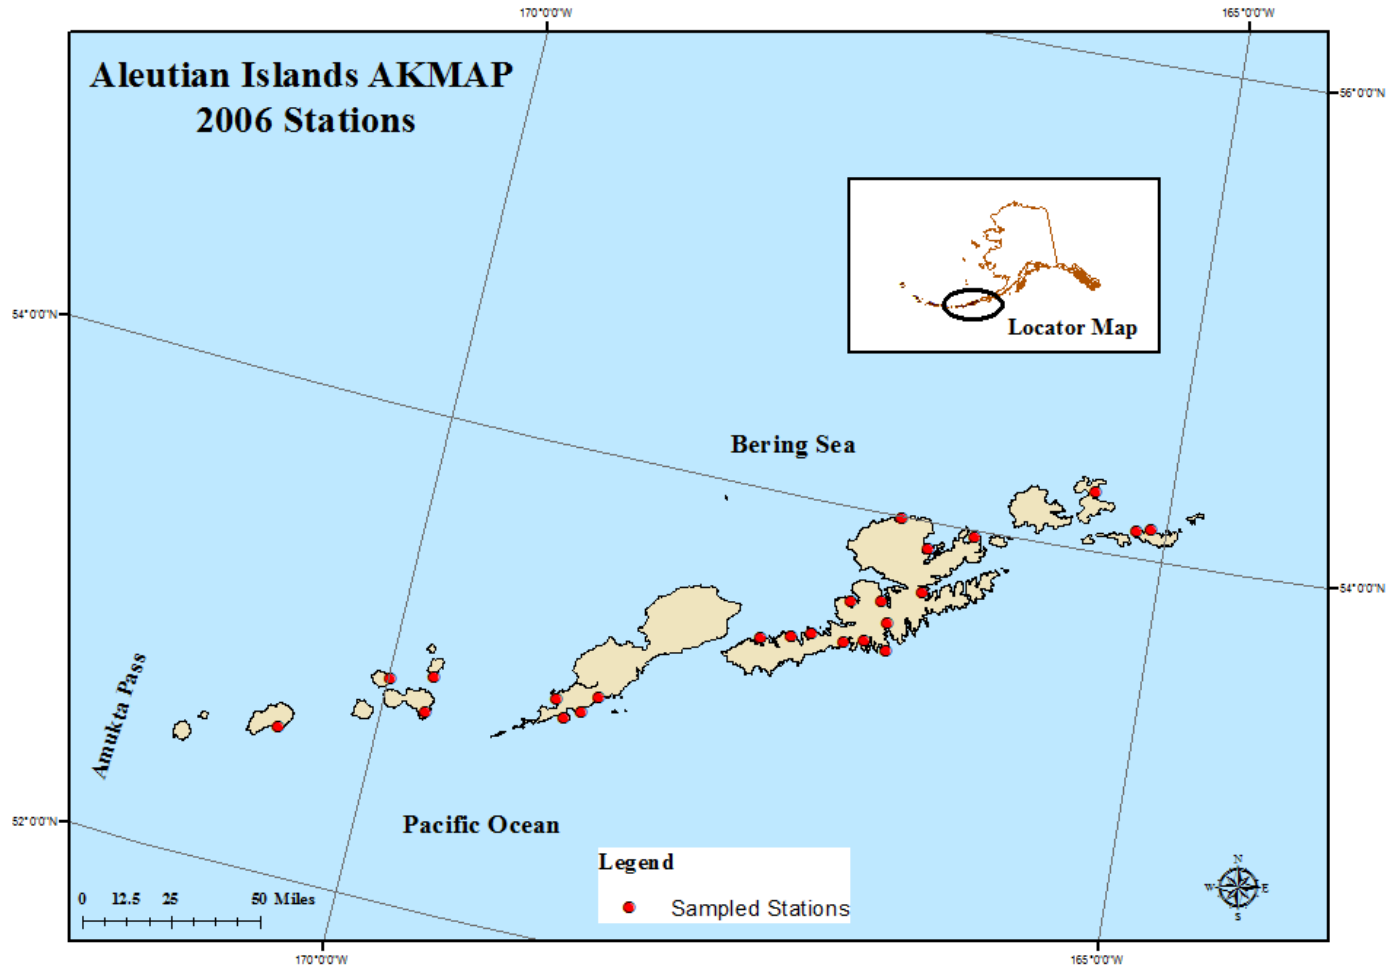 170°0'0"W
165°0'0"W
Aleutian Islands AKMAP
2006 Stations
56°0'0"N
Locator Map
54°0'0"N
Bering Sea
54°0'0"N
Amukta Pass
52°0'0"N
Pacific Ocean
Legend
Sampled Stations
0 12.5 25 50 Miles
N
W E
S
170°0'0"W
165°0'0"W